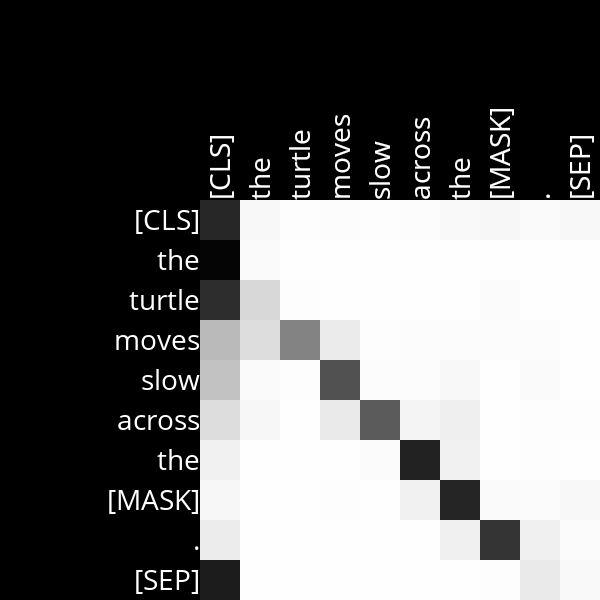 [CLS] the turtle moves slow across the [MASK] . [SEP]
[CLS]
the
turtle
moves
slow
across
the
[MASK]
.
[SEP]